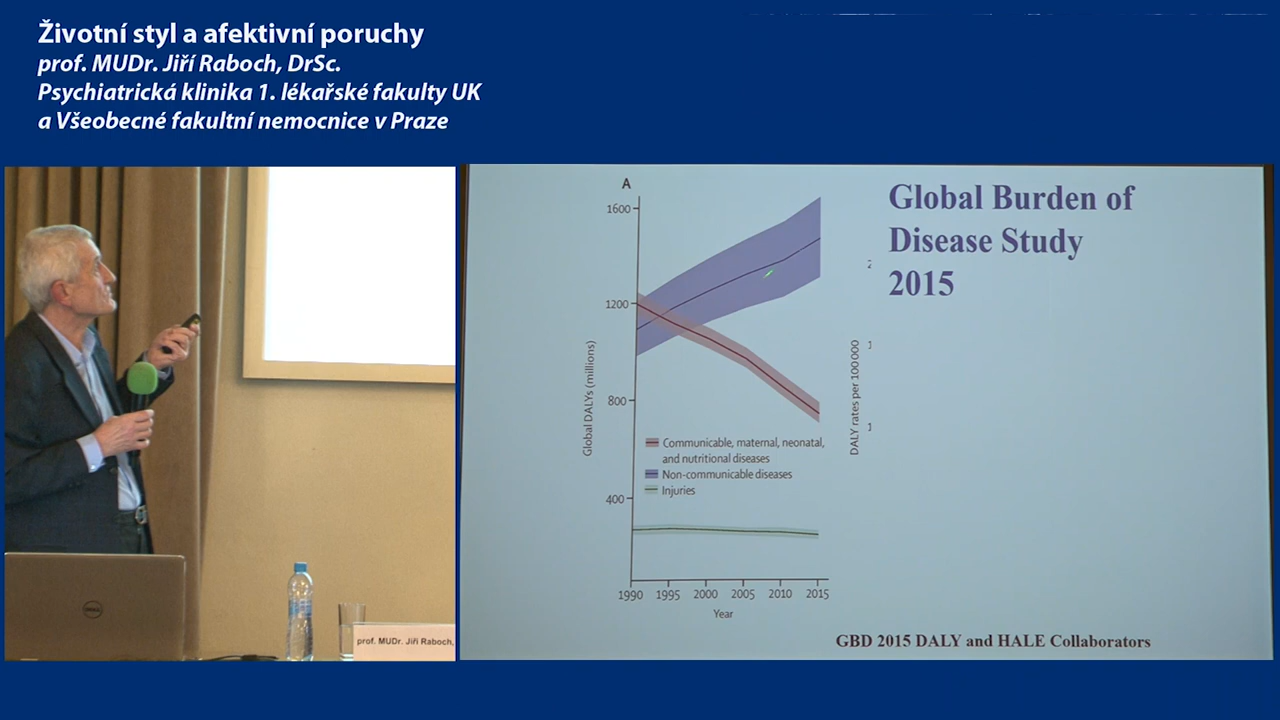 Životní styl a afektivní poruchy
prof. MUDr. Jiří Raboch, DrSc.
Psychiatrická klinika 1. lékařské fakulty UK
a Všeobecné fakultní nemocnice v Praze
A
Global Burden of
Disease Study
2015
1600
1200
800
400
Global DALYs (millions)
2
1
1
DALY rates per 100 000
Communicable, maternal, neonatal,
and nutritional diseases
Non-communicable diseases
Injuries
1990 1995 2000 2005 2010 2015
Year
GBD 2015 DALY and HALE Collaborators
DELL
prof. MUDr. Jiří Raboch,